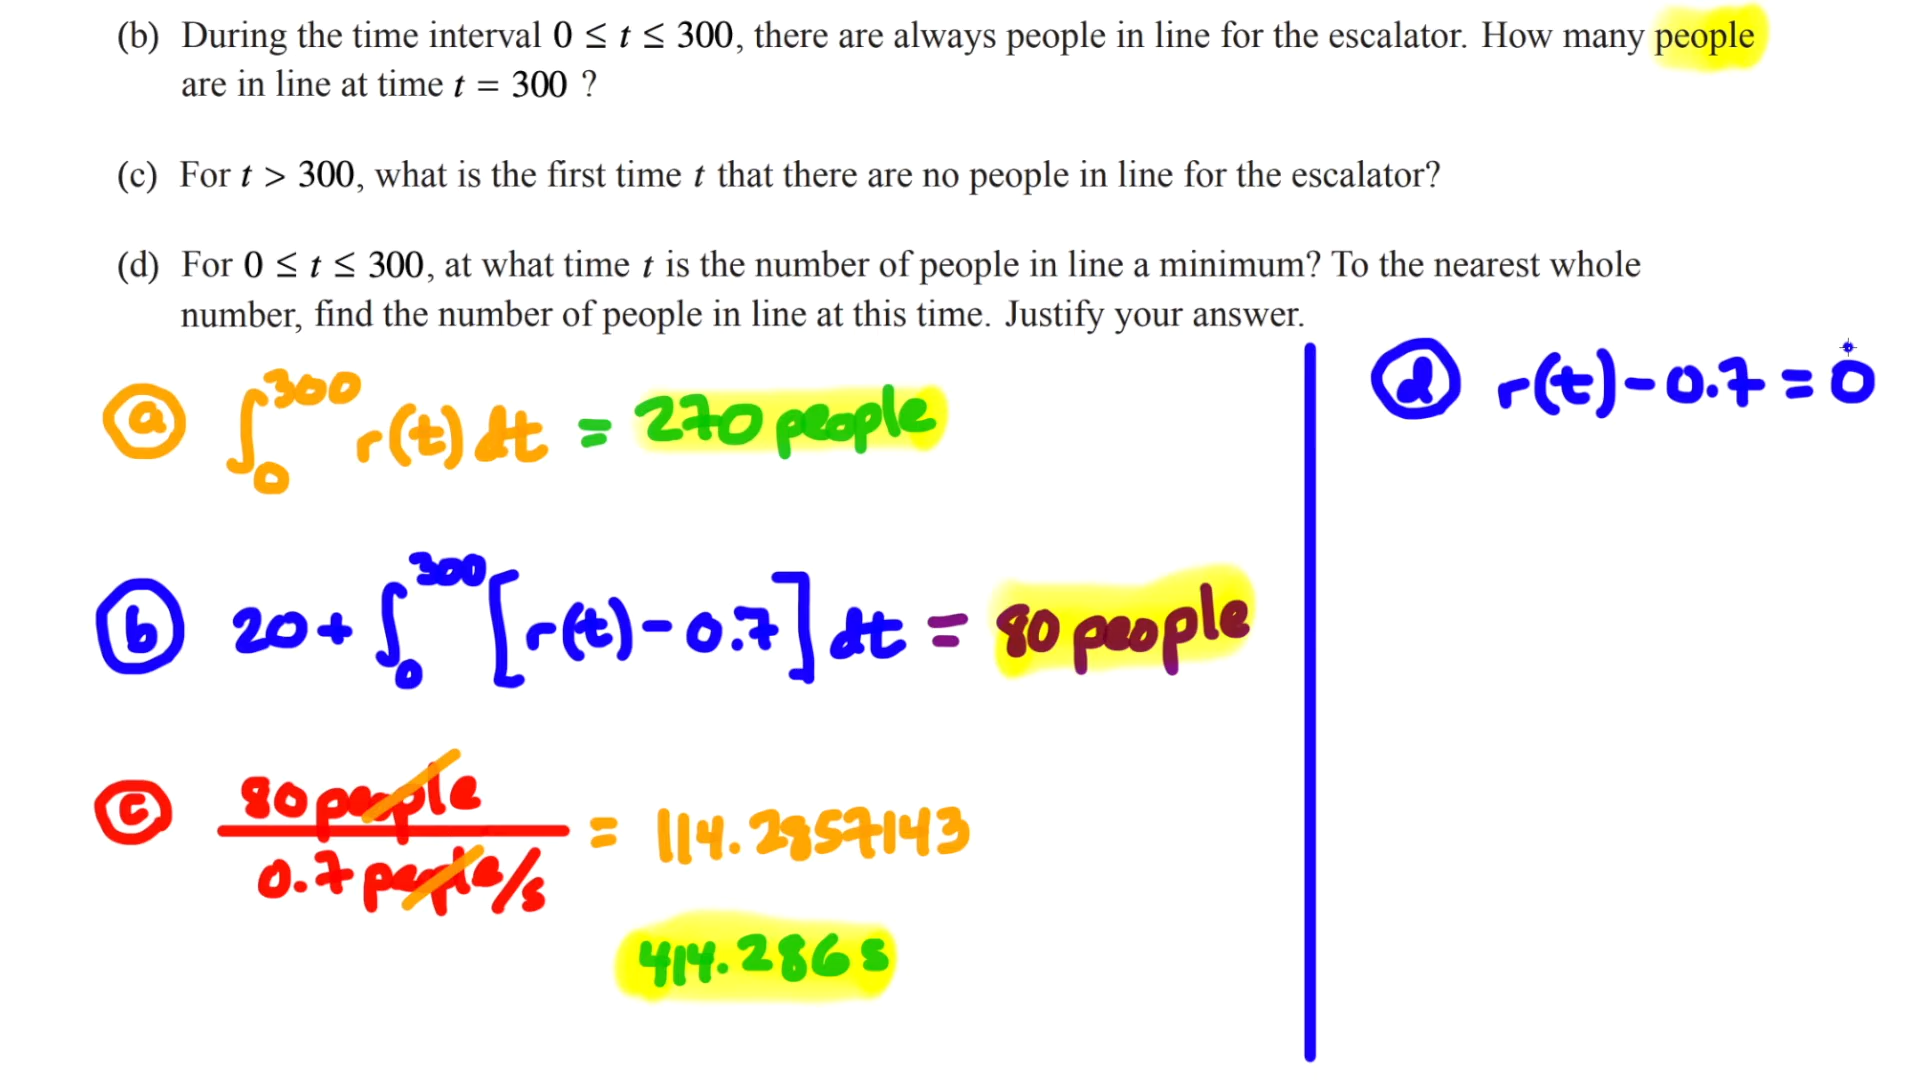 (b) During the time interval 0 ≤ t ≤ 300, there are always people in line for the escalator. How many people
are in line at time t = 300 ?
(c) For t > 300, what is the first time t that there are no people in line for the escalator?
(d) For 0 ≤ t ≤ 300, at what time t is the number of people in line a minimum? To the nearest whole
number, find the number of people in line at this time. Justify your answer.
ⓐ ∫₀³⁰⁰ r(t) dt = 270 people
ⓑ 20 + ∫₀³⁰⁰ [r(t) - 0.7] dt = 80 people
ⓒ 80 people / 0.7 people/s = 114.2857143
414.286 s
ⓓ r(t) - 0.7 = 0